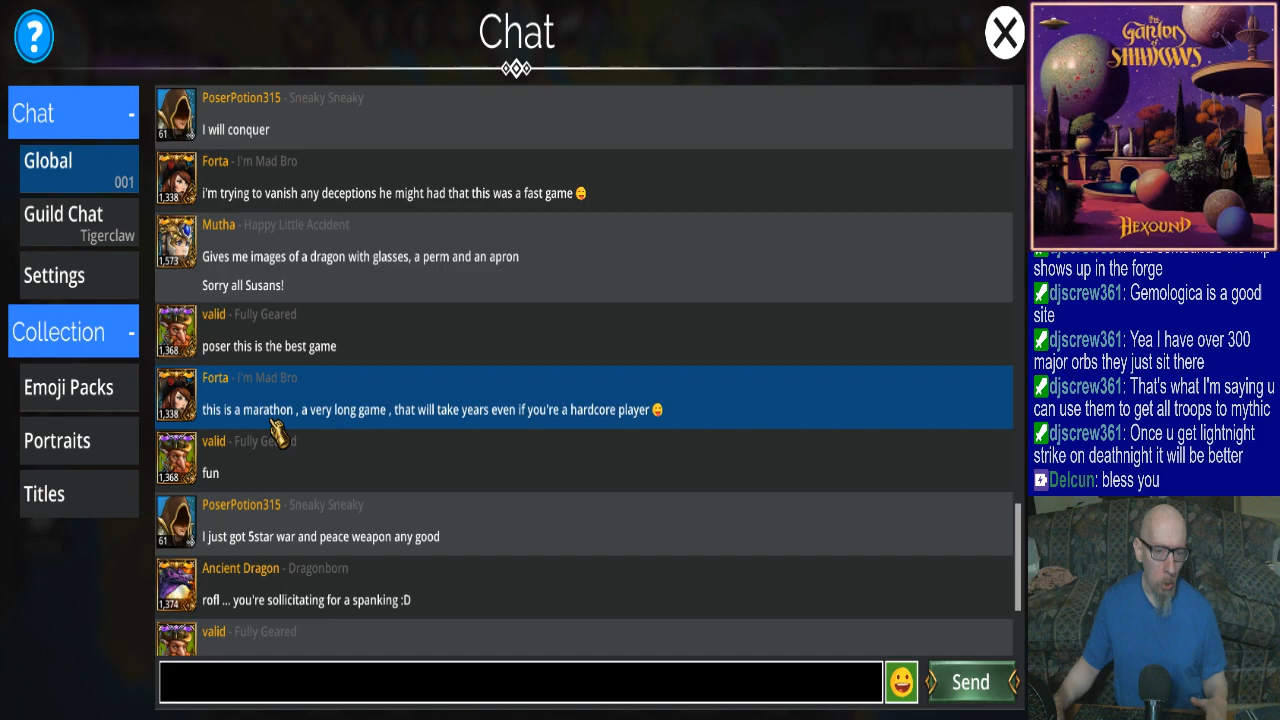 ?
Chat
X
Chat -
Global
001
Guild Chat
Tigerclaw
Settings
Collection -
Emoji Packs
Portraits
Titles
PoserPotion315 - Sneaky Sneaky
61
I will conquer
Forta - I'm Mad Bro
1,338
i'm trying to vanish any deceptions he might had that this was a fast game
Mutha - Happy Little Accident
1,573
Gives me images of a dragon with glasses, a perm and an apron
Sorry all Susans!
valid - Fully Geared
1,368
poser this is the best game
Forta - I'm Mad Bro
1,338
this is a marathon , a very long game , that will take years even if you're a hardcore player
valid - Fully Geared
1,368
fun
PoserPotion315 - Sneaky Sneaky
61
I just got 5star war and peace weapon any good
Ancient Dragon - Dragonborn
1,374
rofl ... you're sollicitating for a spanking :D
valid - Fully Geared
Send
the
Garden
of
SHADOWS
HEXOUND
shows up in the forge
djscrew361: Gemologica is a good
site
djscrew361: Yea I have over 300
major orbs they just sit there
djscrew361: That's what I'm saying u
can use them to get all troops to mythic
djscrew361: Once u get lightnight
strike on deathnight it will be better
Delcun: bless you